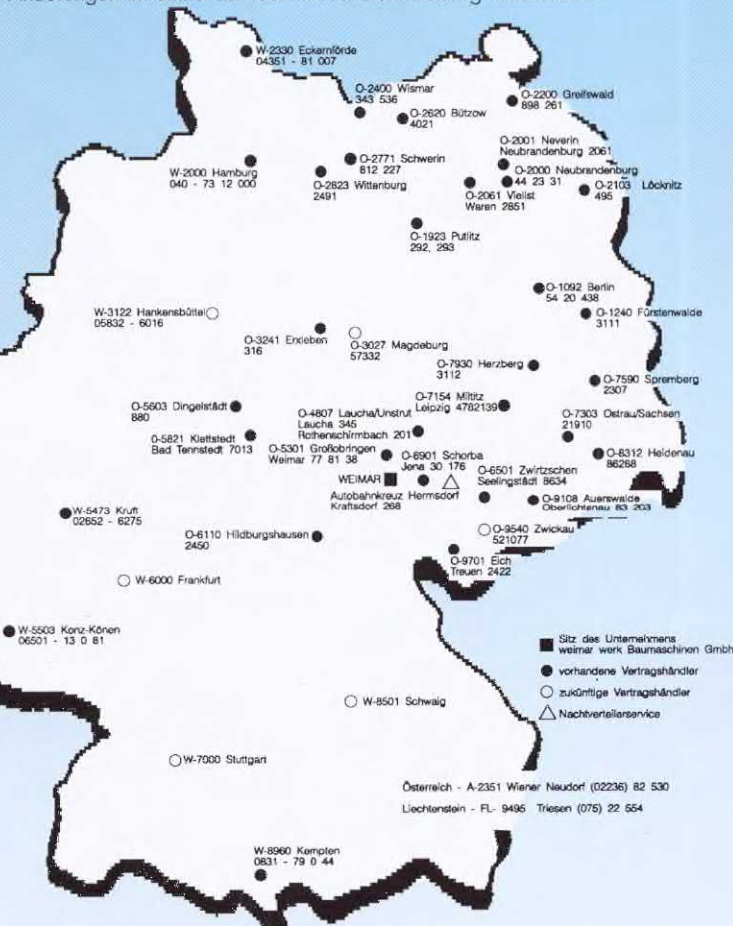 W-2330 Eckernförde
04351 - 81 007
O-2400 Wismar
343 536
O-2620 Bützow
4021
O-2200 Greifswald
898 261
O-2001 Neverin
Neubrandenburg 2061
W-2000 Hamburg
040 - 73 12 000
O-2771 Schwerin
812 227
O-2823 Wittenburg
2491
O-2000 Neubrandenburg
44 23 31
O-2061 Vielist
Waren 2851
O-2103 Löcknitz
495
O-1923 Putlitz
292, 293
O-1092 Berlin
54 20 438
W-3122 Hankensbüttel
05832 - 6016
O-1240 Fürstenwalde
3111
O-3241 Erxleben
316
O-3027 Magdeburg
57332
O-7930 Herzberg
3112
O-7590 Spremberg
2307
O-5603 Dingelstädt
880
O-4807 Laucha/Unstrut
Laucha 345
Rothenschirmbach 201
O-7154 Miltitz
Leipzig 4782139
O-7303 Ostrau/Sachsen
21910
O-5821 Klettstedt
Bad Tennstedt 7013
O-5301 Großobringen
Weimar 77 81 38
O-6901 Schorba
Jena 30 176
O-8312 Heidenau
86268
WEIMAR
Autobahnkreuz Hermsdorf
Kraftsdorf 268
O-6501 Zwirtzschen
Seelingstädt 8634
O-9108 Auerswalde
Oberlichtenau 83 203
W-5473 Kruft
02652 - 6275
O-6110 Hildburghausen
2450
O-9540 Zwickau
521077
O-9701 Eich
Treuen 2422
W-6000 Frankfurt
W-5503 Konz-Könen
06501 - 13 0 81
Sitz des Unternehmens
weimar werk Baumaschinen GmbH
vorhandene Vertragshändler
zukünftige Vertragshändler
Nachtverteilerservice
W-8501 Schwaig
W-7000 Stuttgart
Österreich - A-2351 Wiener Neudorf (02236) 82 530
Liechtenstein - FL- 9495 Triesen (075) 22 554
W-8960 Kempten
0831 - 79 0 44